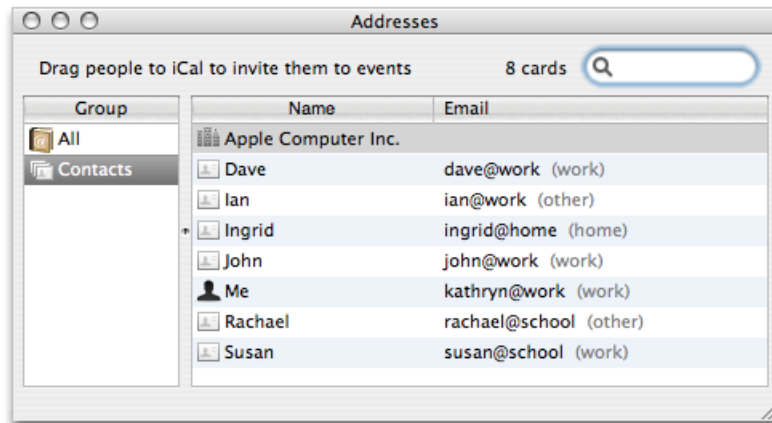 Addresses
Drag people to iCal to invite them to events 8 cards
Group Name Email
All Apple Computer Inc.
Contacts Dave dave@work (work)
Ian ian@work (other)
Ingrid ingrid@home (home)
John john@work (work)
Me kathryn@work (work)
Rachael rachael@school (other)
Susan susan@school (work)